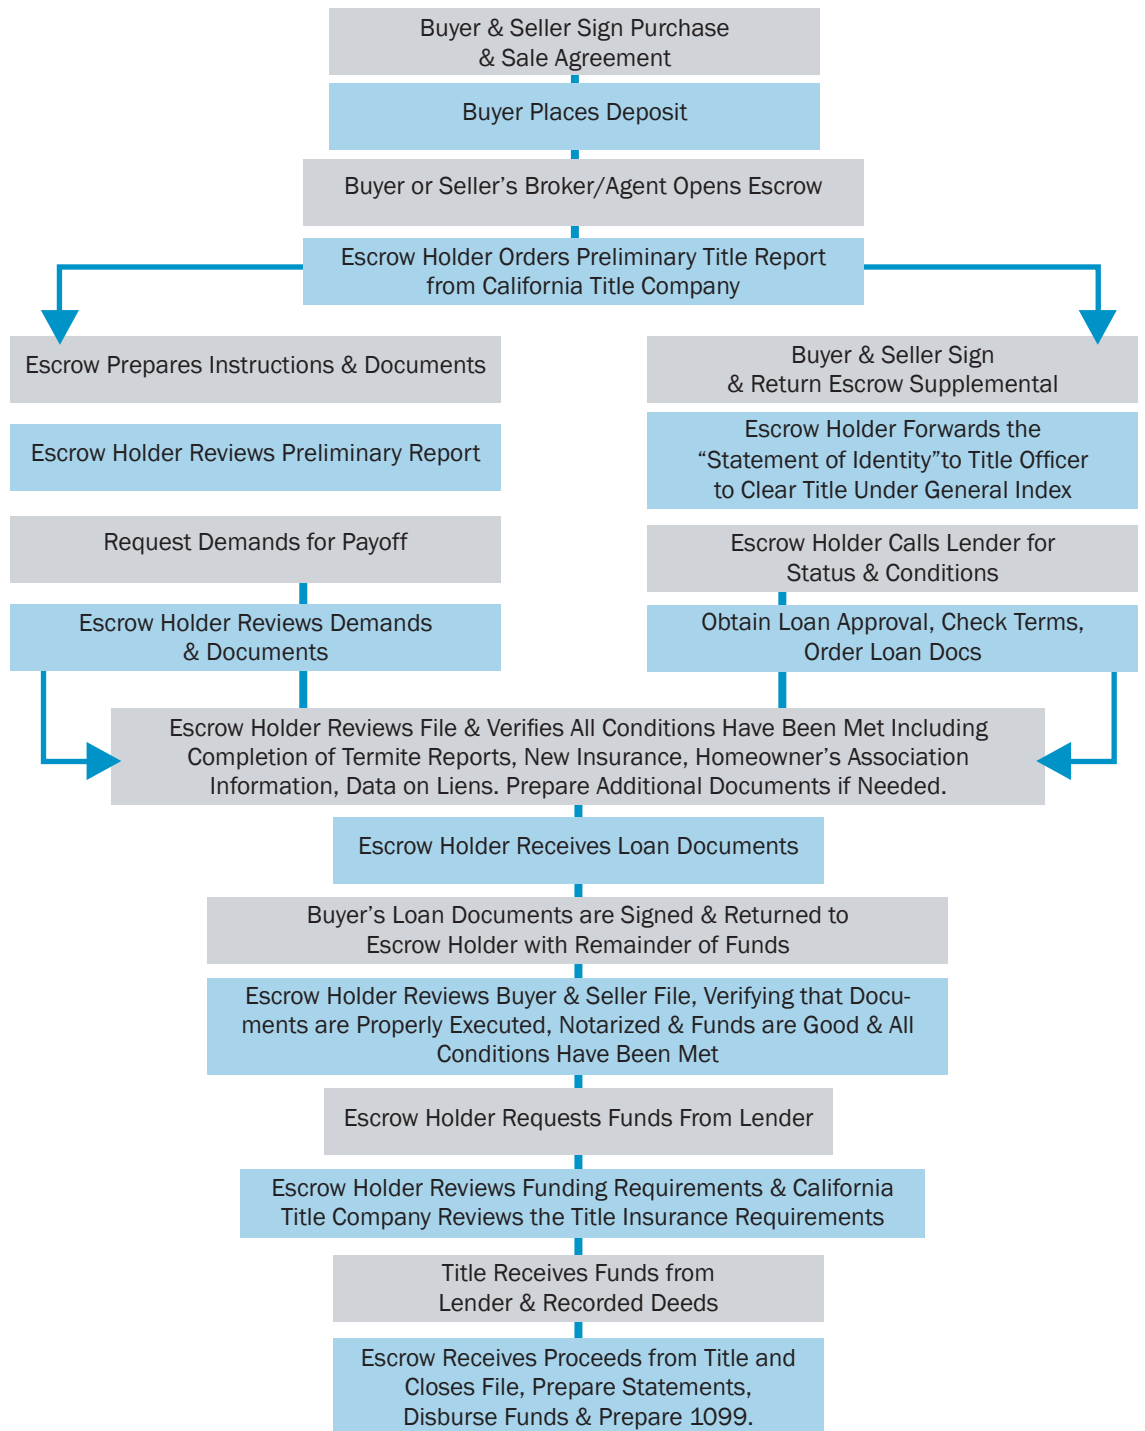 Buyer & Seller Sign Purchase
& Sale Agreement
Buyer Places Deposit
Buyer or Seller’s Broker/Agent Opens Escrow
Escrow Holder Orders Preliminary Title Report
from California Title Company
Escrow Prepares Instructions & Documents
Escrow Holder Reviews Preliminary Report
Request Demands for Payoff
Escrow Holder Reviews Demands
& Documents
Buyer & Seller Sign
& Return Escrow Supplemental
Escrow Holder Forwards the
“Statement of Identity”to Title Officer
to Clear Title Under General Index
Escrow Holder Calls Lender for
Status & Conditions
Obtain Loan Approval, Check Terms,
Order Loan Docs
Escrow Holder Reviews File & Verifies All Conditions Have Been Met Including
Completion of Termite Reports, New Insurance, Homeowner’s Association
Information, Data on Liens. Prepare Additional Documents if Needed.
Escrow Holder Receives Loan Documents
Buyer’s Loan Documents are Signed & Returned to
Escrow Holder with Remainder of Funds
Escrow Holder Reviews Buyer & Seller File, Verifying that Docu-
ments are Properly Executed, Notarized & Funds are Good & All
Conditions Have Been Met
Escrow Holder Requests Funds From Lender
Escrow Holder Reviews Funding Requirements & California
Title Company Reviews the Title Insurance Requirements
Title Receives Funds from
Lender & Recorded Deeds
Escrow Receives Proceeds from Title and
Closes File, Prepare Statements,
Disburse Funds & Prepare 1099.